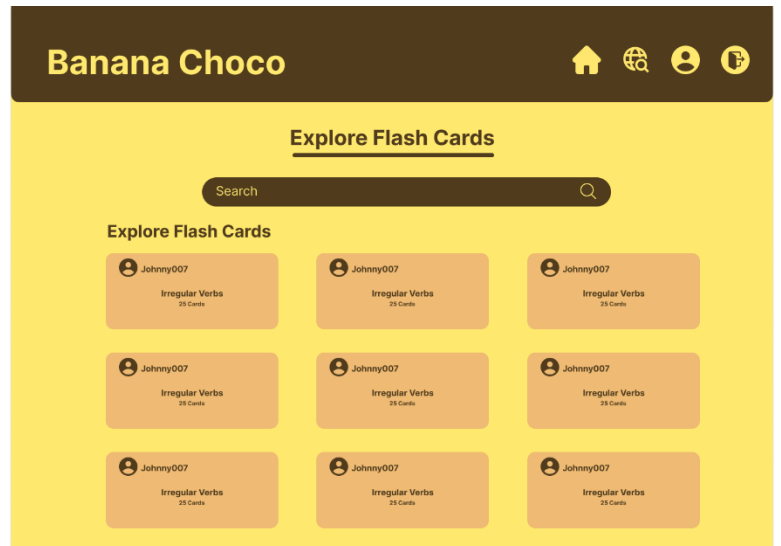 Banana Choco
Explore Flash Cards
Search
Explore Flash Cards
Johnny007
Irregular Verbs
25 Cards
Johnny007
Irregular Verbs
25 Cards
Johnny007
Irregular Verbs
25 Cards
Johnny007
Irregular Verbs
25 Cards
Johnny007
Irregular Verbs
25 Cards
Johnny007
Irregular Verbs
25 Cards
Johnny007
Irregular Verbs
25 Cards
Johnny007
Irregular Verbs
25 Cards
Johnny007
Irregular Verbs
25 Cards